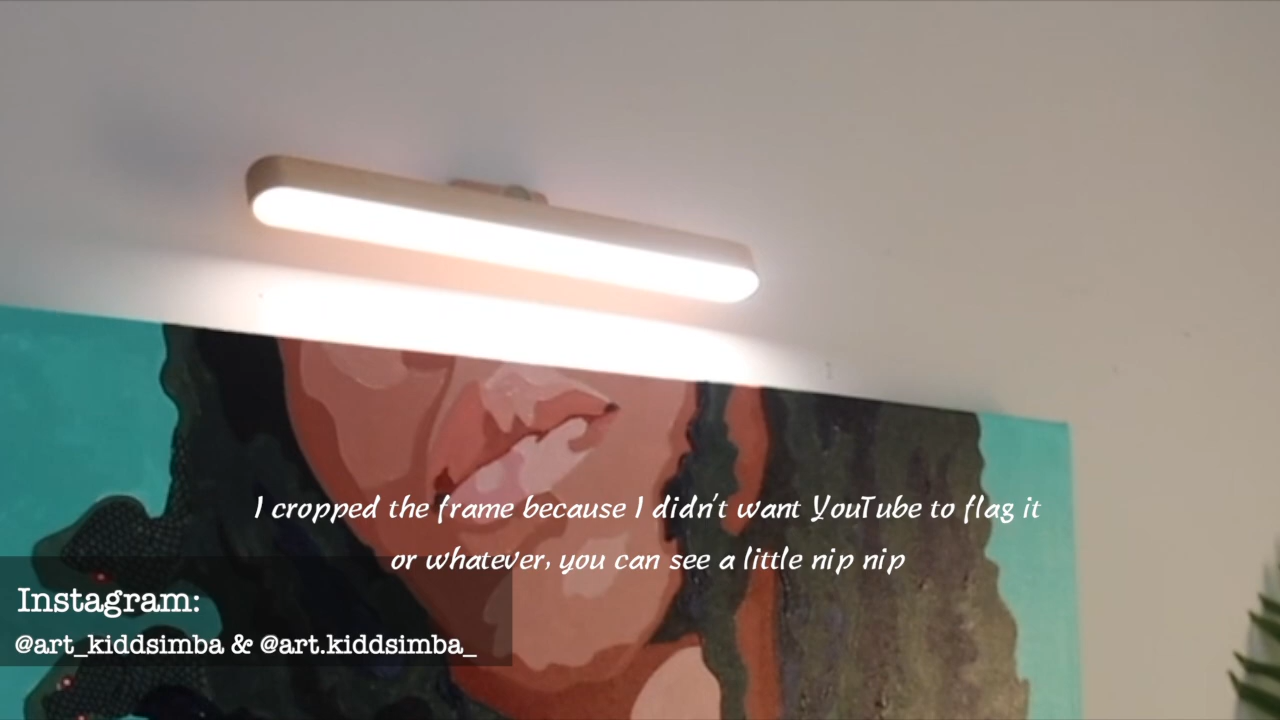 I cropped the frame because I didn't want YouTube to flag it
or whatever, you can see a little nip nip
Instagram:
@art_kiddsimba & @art.kiddsimba_